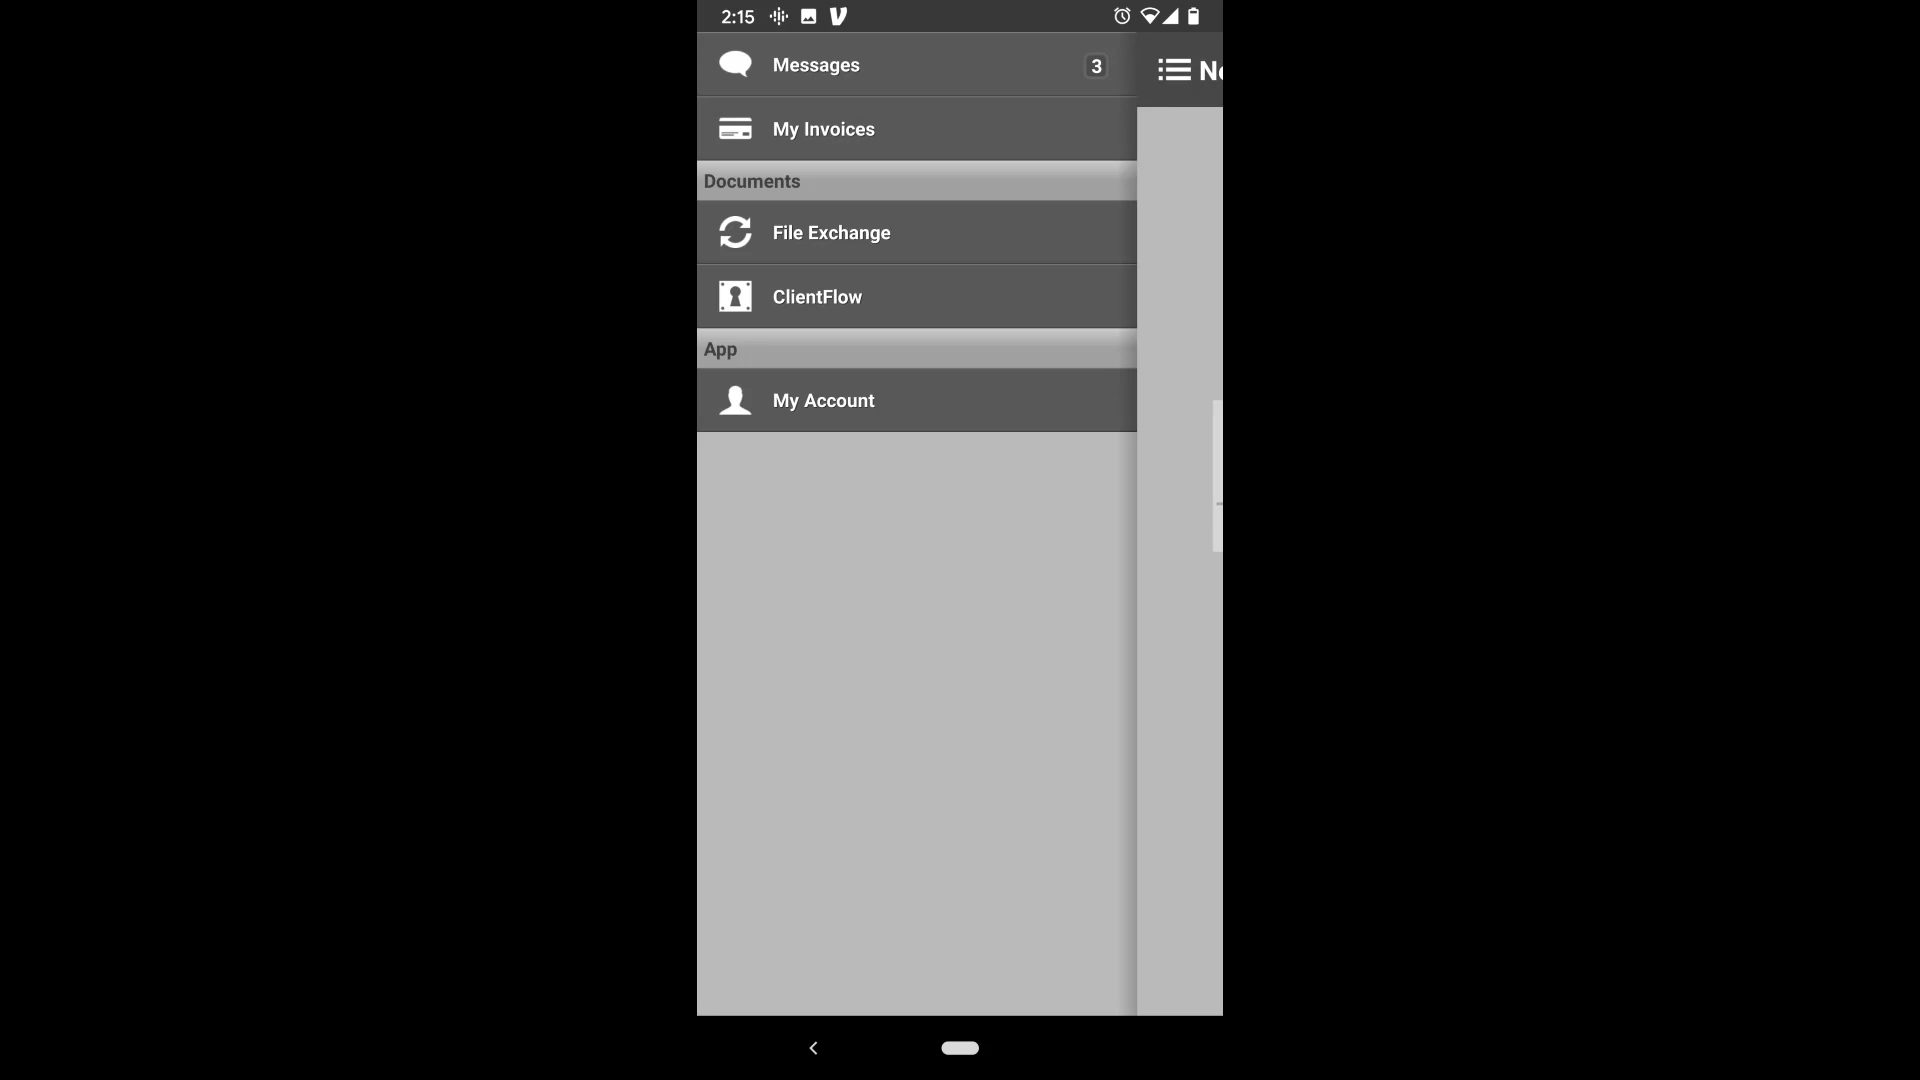 2:15
Messages 3
My Invoices
Documents
File Exchange
ClientFlow
App
My Account